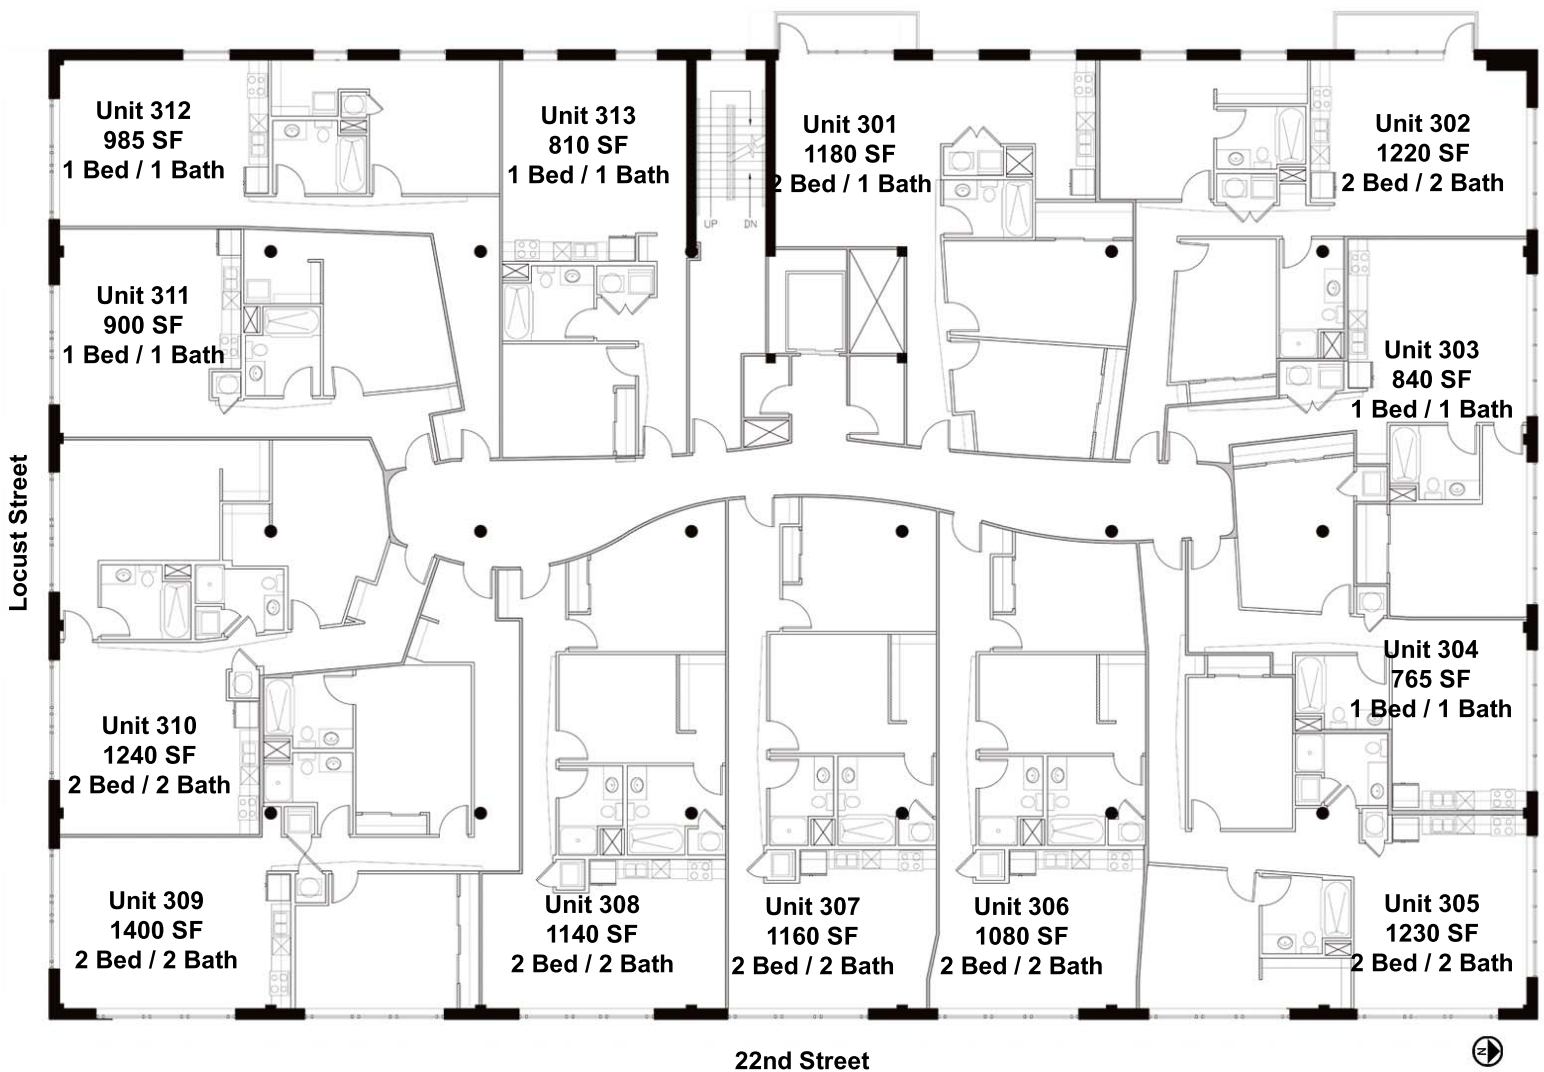 Unit 312
985 SF
1 Bed / 1 Bath
Unit 313
810 SF
1 Bed / 1 Bath
UP
DN
Unit 301
1180 SF
2 Bed / 1 Bath
Unit 302
1220 SF
2 Bed / 2 Bath
Unit 311
900 SF
1 Bed / 1 Bath
Unit 303
840 SF
1 Bed / 1 Bath
Locust Street
Unit 310
1240 SF
2 Bed / 2 Bath
Unit 304
765 SF
1 Bed / 1 Bath
Unit 309
1400 SF
2 Bed / 2 Bath
Unit 308
1140 SF
2 Bed / 2 Bath
Unit 307
1160 SF
2 Bed / 2 Bath
Unit 306
1080 SF
2 Bed / 2 Bath
Unit 305
1230 SF
2 Bed / 2 Bath
22nd Street
N